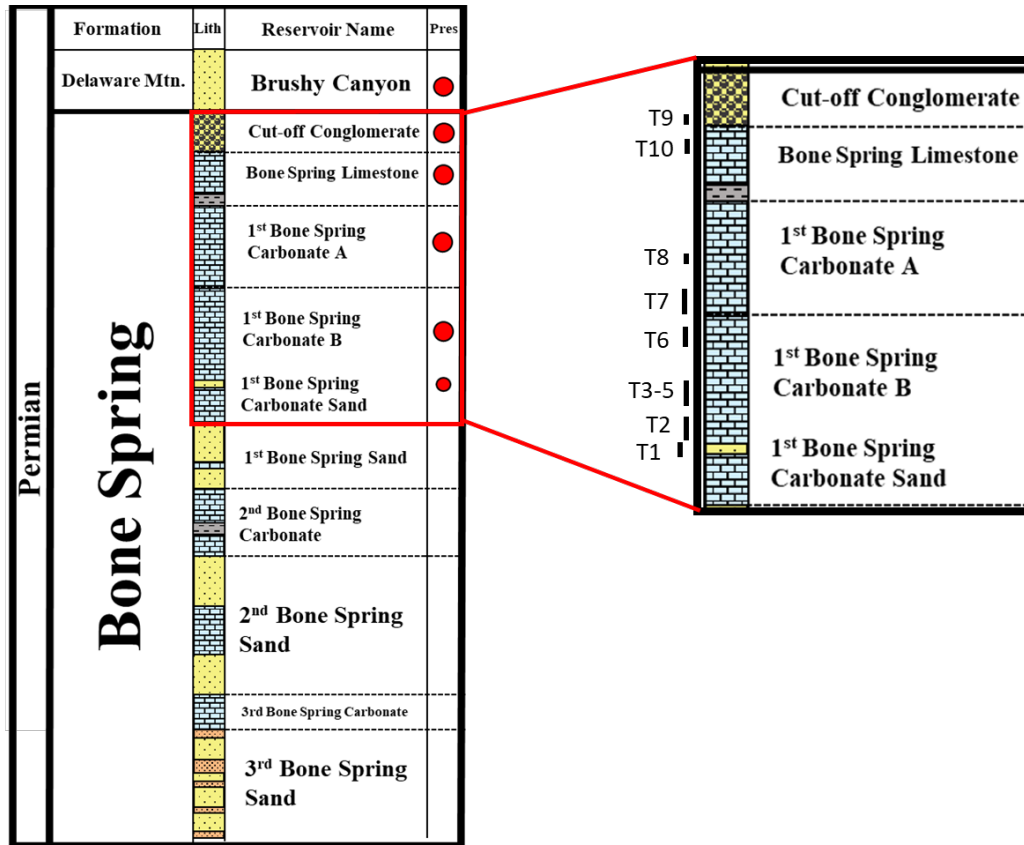 Formation Lith Reservoir Name Pres
Delaware Mtn. Brushy Canyon
Permian
Bone Spring
Cut-off Conglomerate
Bone Spring Limestone
1st Bone Spring
Carbonate A
1st Bone Spring
Carbonate B
1st Bone Spring
Carbonate Sand
1st Bone Spring Sand
2nd Bone Spring
Carbonate
2nd Bone Spring
Sand
3rd Bone Spring Carbonate
3rd Bone Spring
Sand
T9
T10
T8
T7
T6
T3-5
T2
T1
Cut-off Conglomerate
Bone Spring Limestone
1st Bone Spring
Carbonate A
1st Bone Spring
Carbonate B
1st Bone Spring
Carbonate Sand